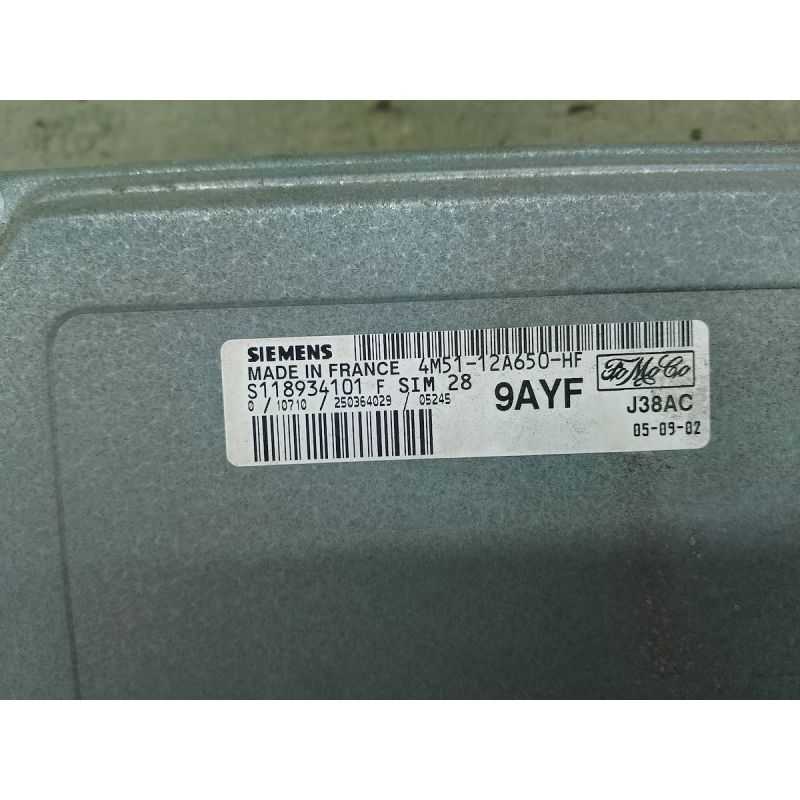 SIEMENS
MADE IN FRANCE 4M51-12A650-HF
S118934101 F SIM 28
0 / 10710 / 250364029 / 05245
9AYF
FoMoCo
J38AC
05-09-02